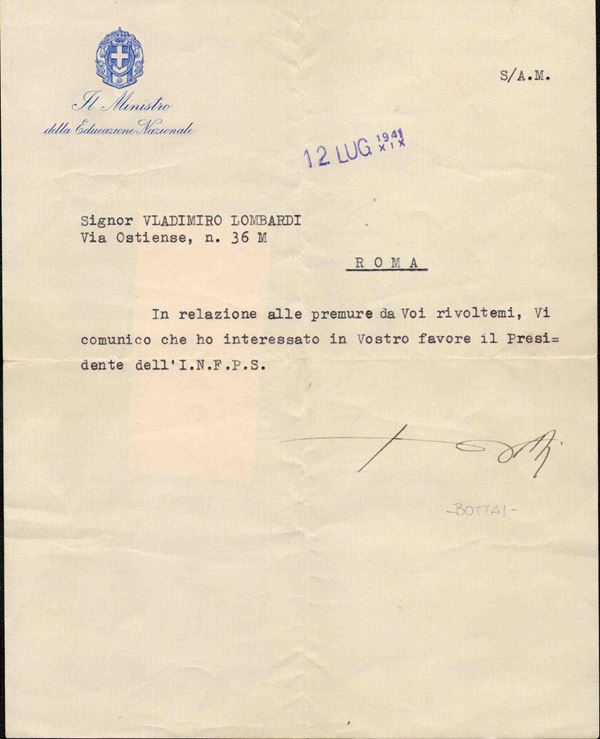 S/A.M.
Il Ministro
della Educazione Nazionale
12 LUG 1941
XIX
Signor VLADIMIRO LOMBARDI
Via Ostiense, n. 36 M
R O M A
In relazione alle premure da Voi rivoltemi, Vi
comunico che ho interessato in Vostro favore il Presi=
dente dell'I.N.F.P.S.
-BOTTAI-